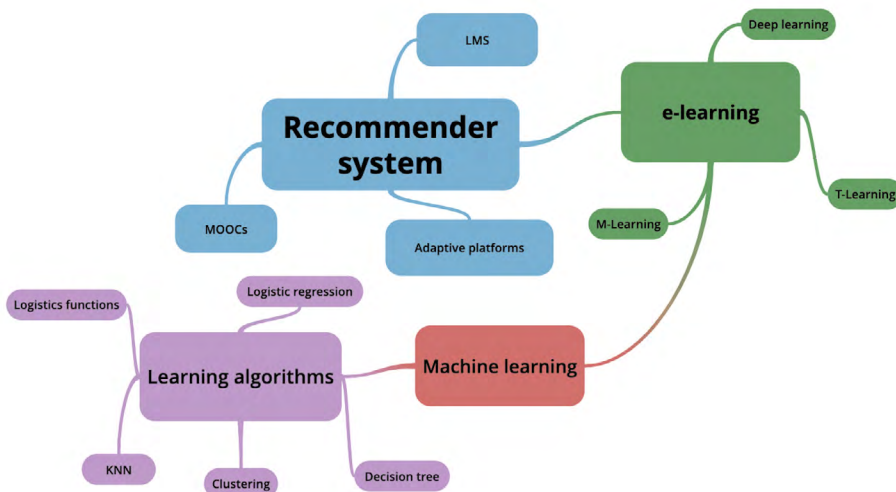 Deep learning
LMS
e-learning
Recommender
system
T-Learning
MOOCs
M-Learning
Adaptive platforms
Logistic regression
Logistics functions
Machine learning
Learning algorithms
KNN
Clustering
Decision tree